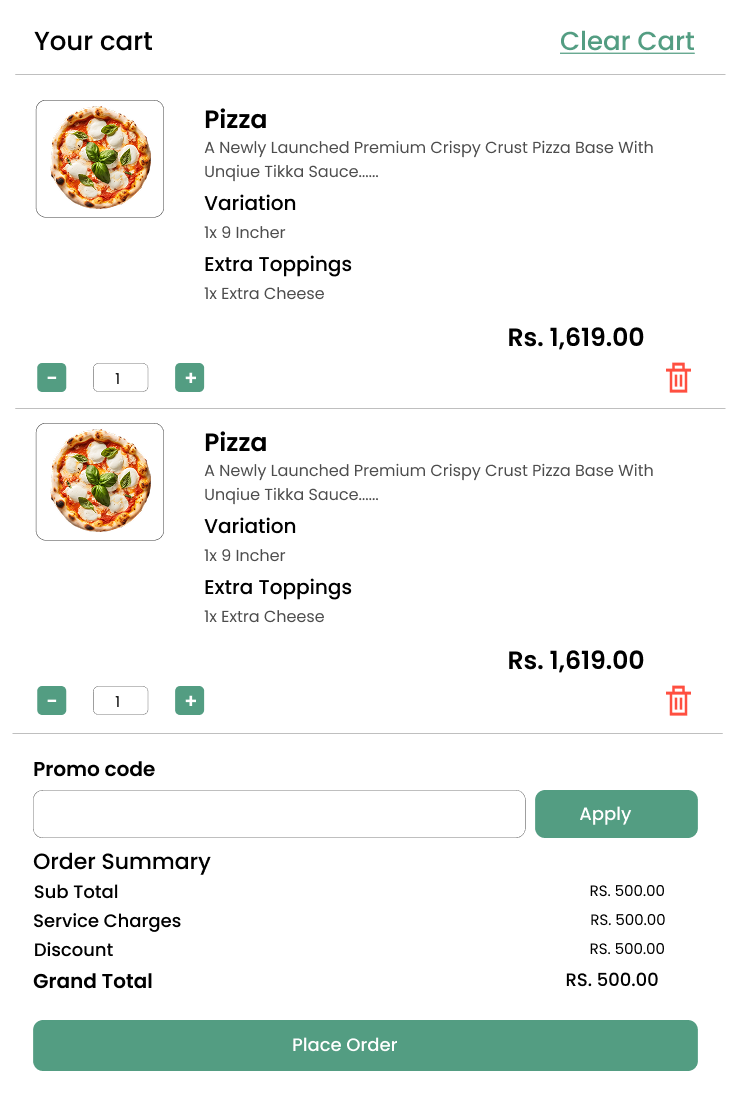 Your cart
Clear Cart
Pizza
A Newly Launched Premium Crispy Crust Pizza Base With
Unqiue Tikka Sauce......
Variation
1x 9 Incher
Extra Toppings
1x Extra Cheese
Rs. 1,619.00
- 1 +
Pizza
A Newly Launched Premium Crispy Crust Pizza Base With
Unqiue Tikka Sauce......
Variation
1x 9 Incher
Extra Toppings
1x Extra Cheese
Rs. 1,619.00
- 1 +
Promo code
Apply
Order Summary
Sub Total RS. 500.00
Service Charges RS. 500.00
Discount RS. 500.00
Grand Total RS. 500.00
Place Order